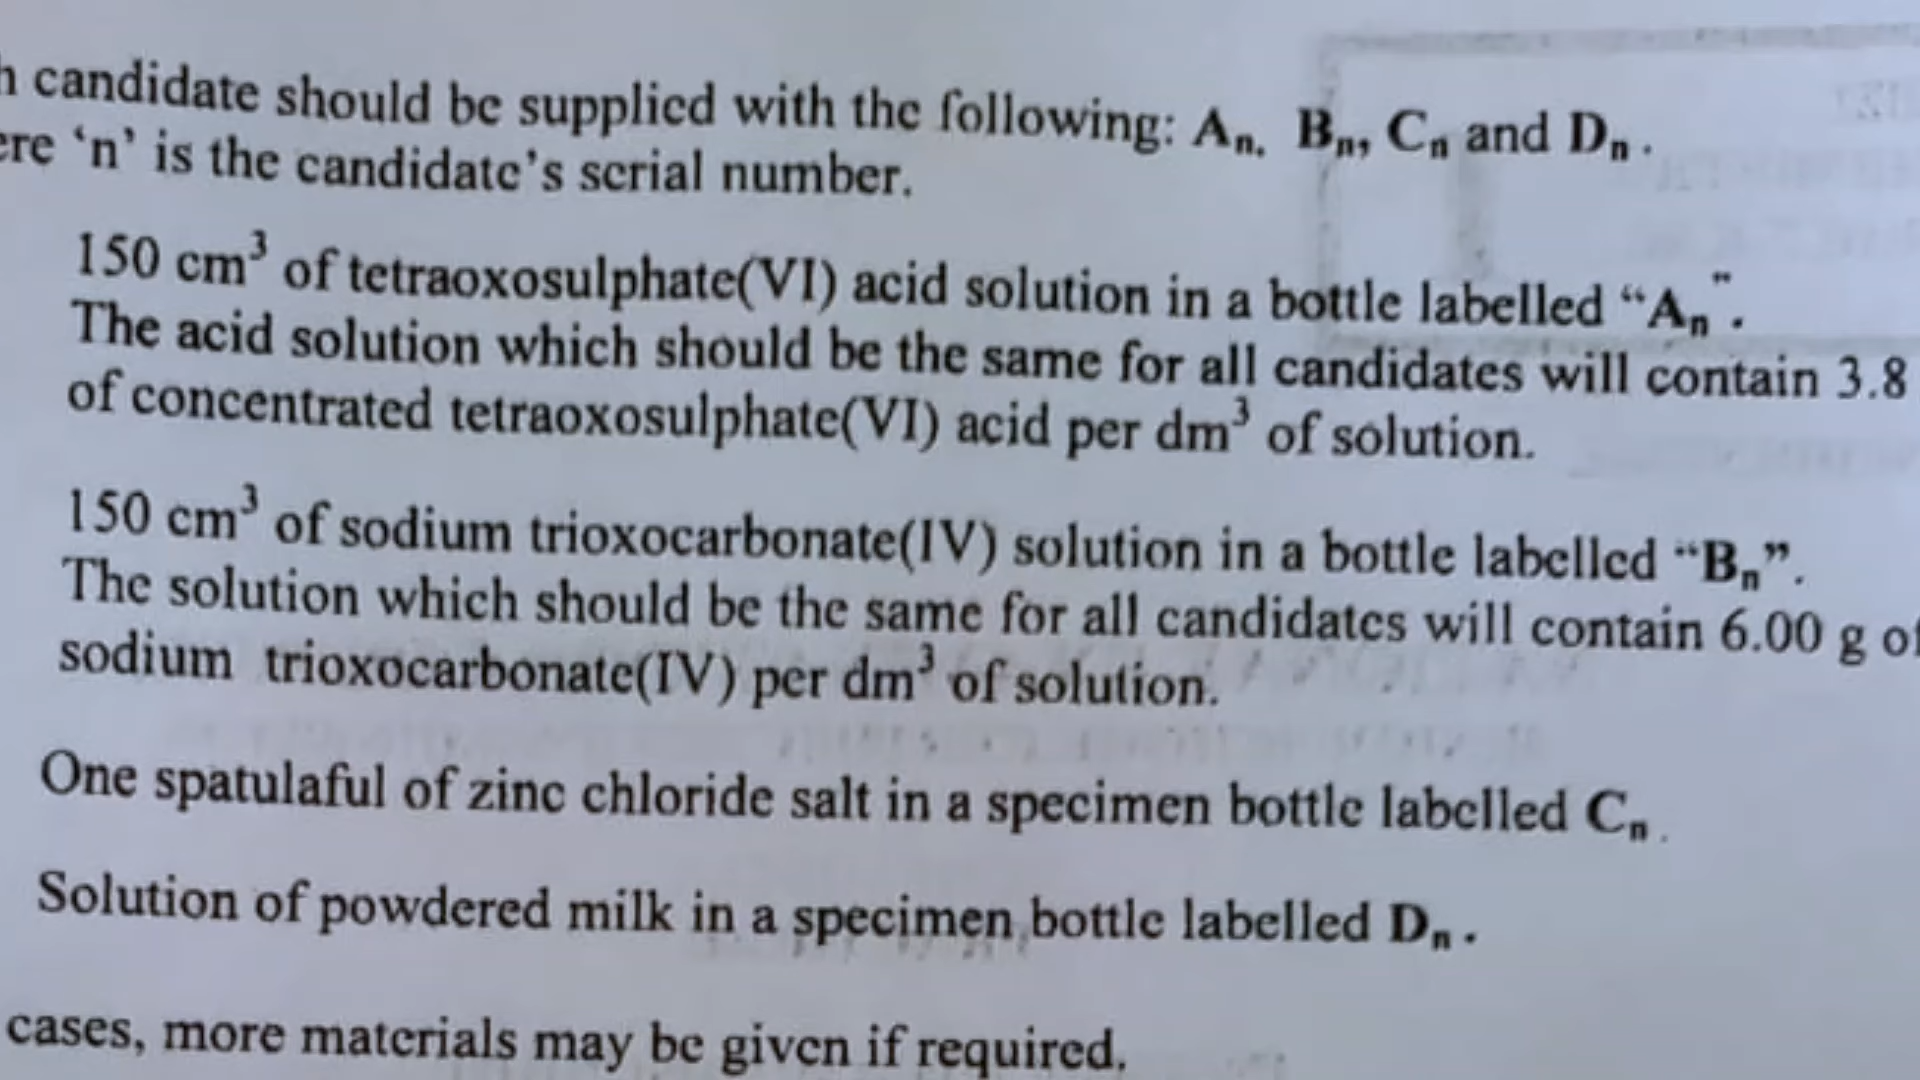 candidate should be supplied with the following: Aₙ. Bₙ, Cₙ and Dₙ.
'n' is the candidate's serial number.
150 cm³ of tetraoxosulphate(VI) acid solution in a bottle labelled “Aₙ”.
The acid solution which should be the same for all candidates will contain 3.8
of concentrated tetraoxosulphate(VI) acid per dm³ of solution.
150 cm³ of sodium trioxocarbonate(IV) solution in a bottle labelled “Bₙ”.
The solution which should be the same for all candidates will contain 6.00 g of
sodium trioxocarbonate(IV) per dm³ of solution.
One spatulaful of zinc chloride salt in a specimen bottle labelled Cₙ.
Solution of powdered milk in a specimen bottle labelled Dₙ.
cases, more materials may be given if required.